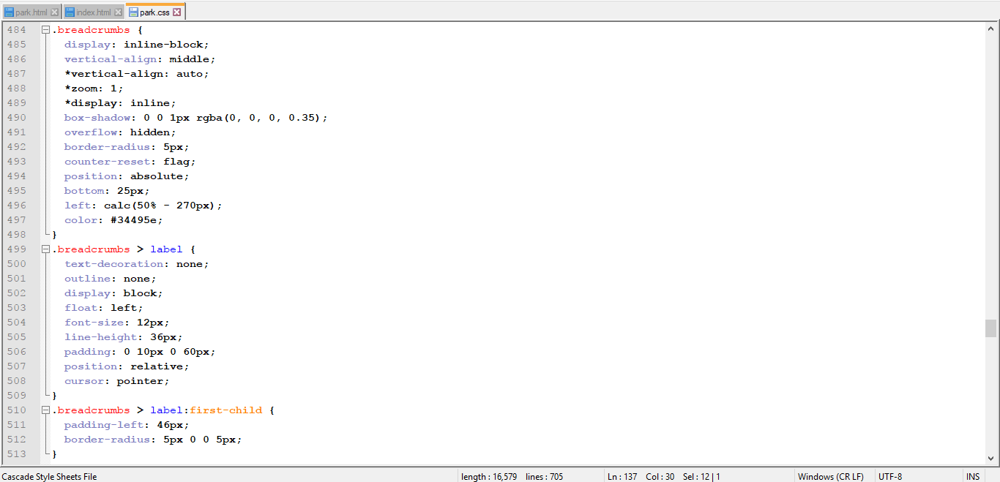 park.html index.html park.css
484 .breadcrumbs {
485 display: inline-block;
486 vertical-align: middle;
487 *vertical-align: auto;
488 *zoom: 1;
489 *display: inline;
490 box-shadow: 0 0 1px rgba(0, 0, 0, 0.35);
491 overflow: hidden;
492 border-radius: 5px;
493 counter-reset: flag;
494 position: absolute;
495 bottom: 25px;
496 left: calc(50% - 270px);
497 color: #34495e;
498 }
499 .breadcrumbs > label {
500 text-decoration: none;
501 outline: none;
502 display: block;
503 float: left;
504 font-size: 12px;
505 line-height: 36px;
506 padding: 0 10px 0 60px;
507 position: relative;
508 cursor: pointer;
509 }
510 .breadcrumbs > label:first-child {
511 padding-left: 46px;
512 border-radius: 5px 0 0 5px;
513 }
Cascade Style Sheets File length : 16,579 lines : 705 Ln : 137 Col : 30 Sel : 12 | 1 Windows (CR LF) UTF-8 INS